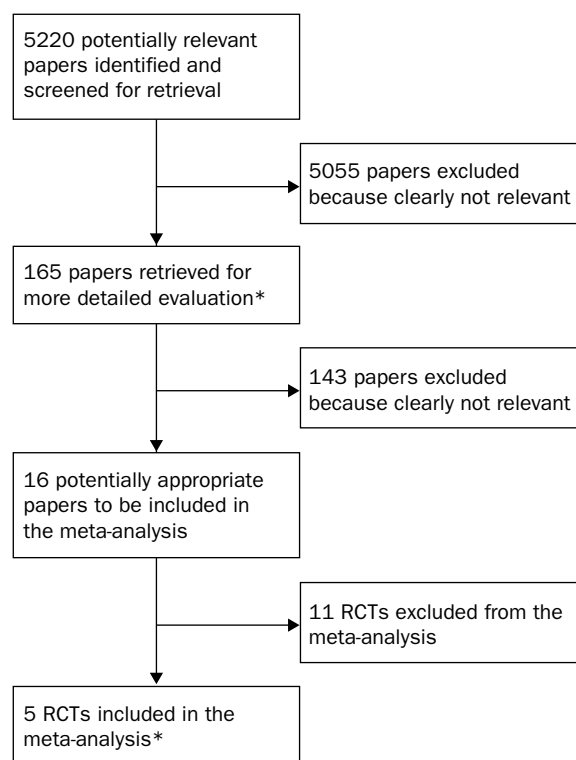 5220 potentially relevant
papers identified and
screened for retrieval
5055 papers excluded
because clearly not relevant
165 papers retrieved for
more detailed evaluation*
143 papers excluded
because clearly not relevant
16 potentially appropriate
papers to be included in
the meta-analysis
11 RCTs excluded from the
meta-analysis
5 RCTs included in the
meta-analysis*